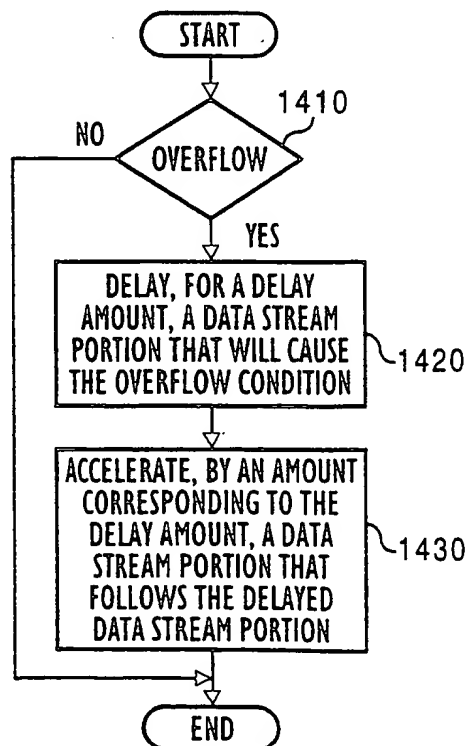 START
1410
NO
OVERFLOW
YES
DELAY, FOR A DELAY
AMOUNT, A DATA STREAM
PORTION THAT WILL CAUSE
THE OVERFLOW CONDITION
1420
ACCELERATE, BY AN AMOUNT
CORRESPONDING TO THE
DELAY AMOUNT, A DATA
STREAM PORTION THAT
FOLLOWS THE DELAYED
DATA STREAM PORTION
1430
END